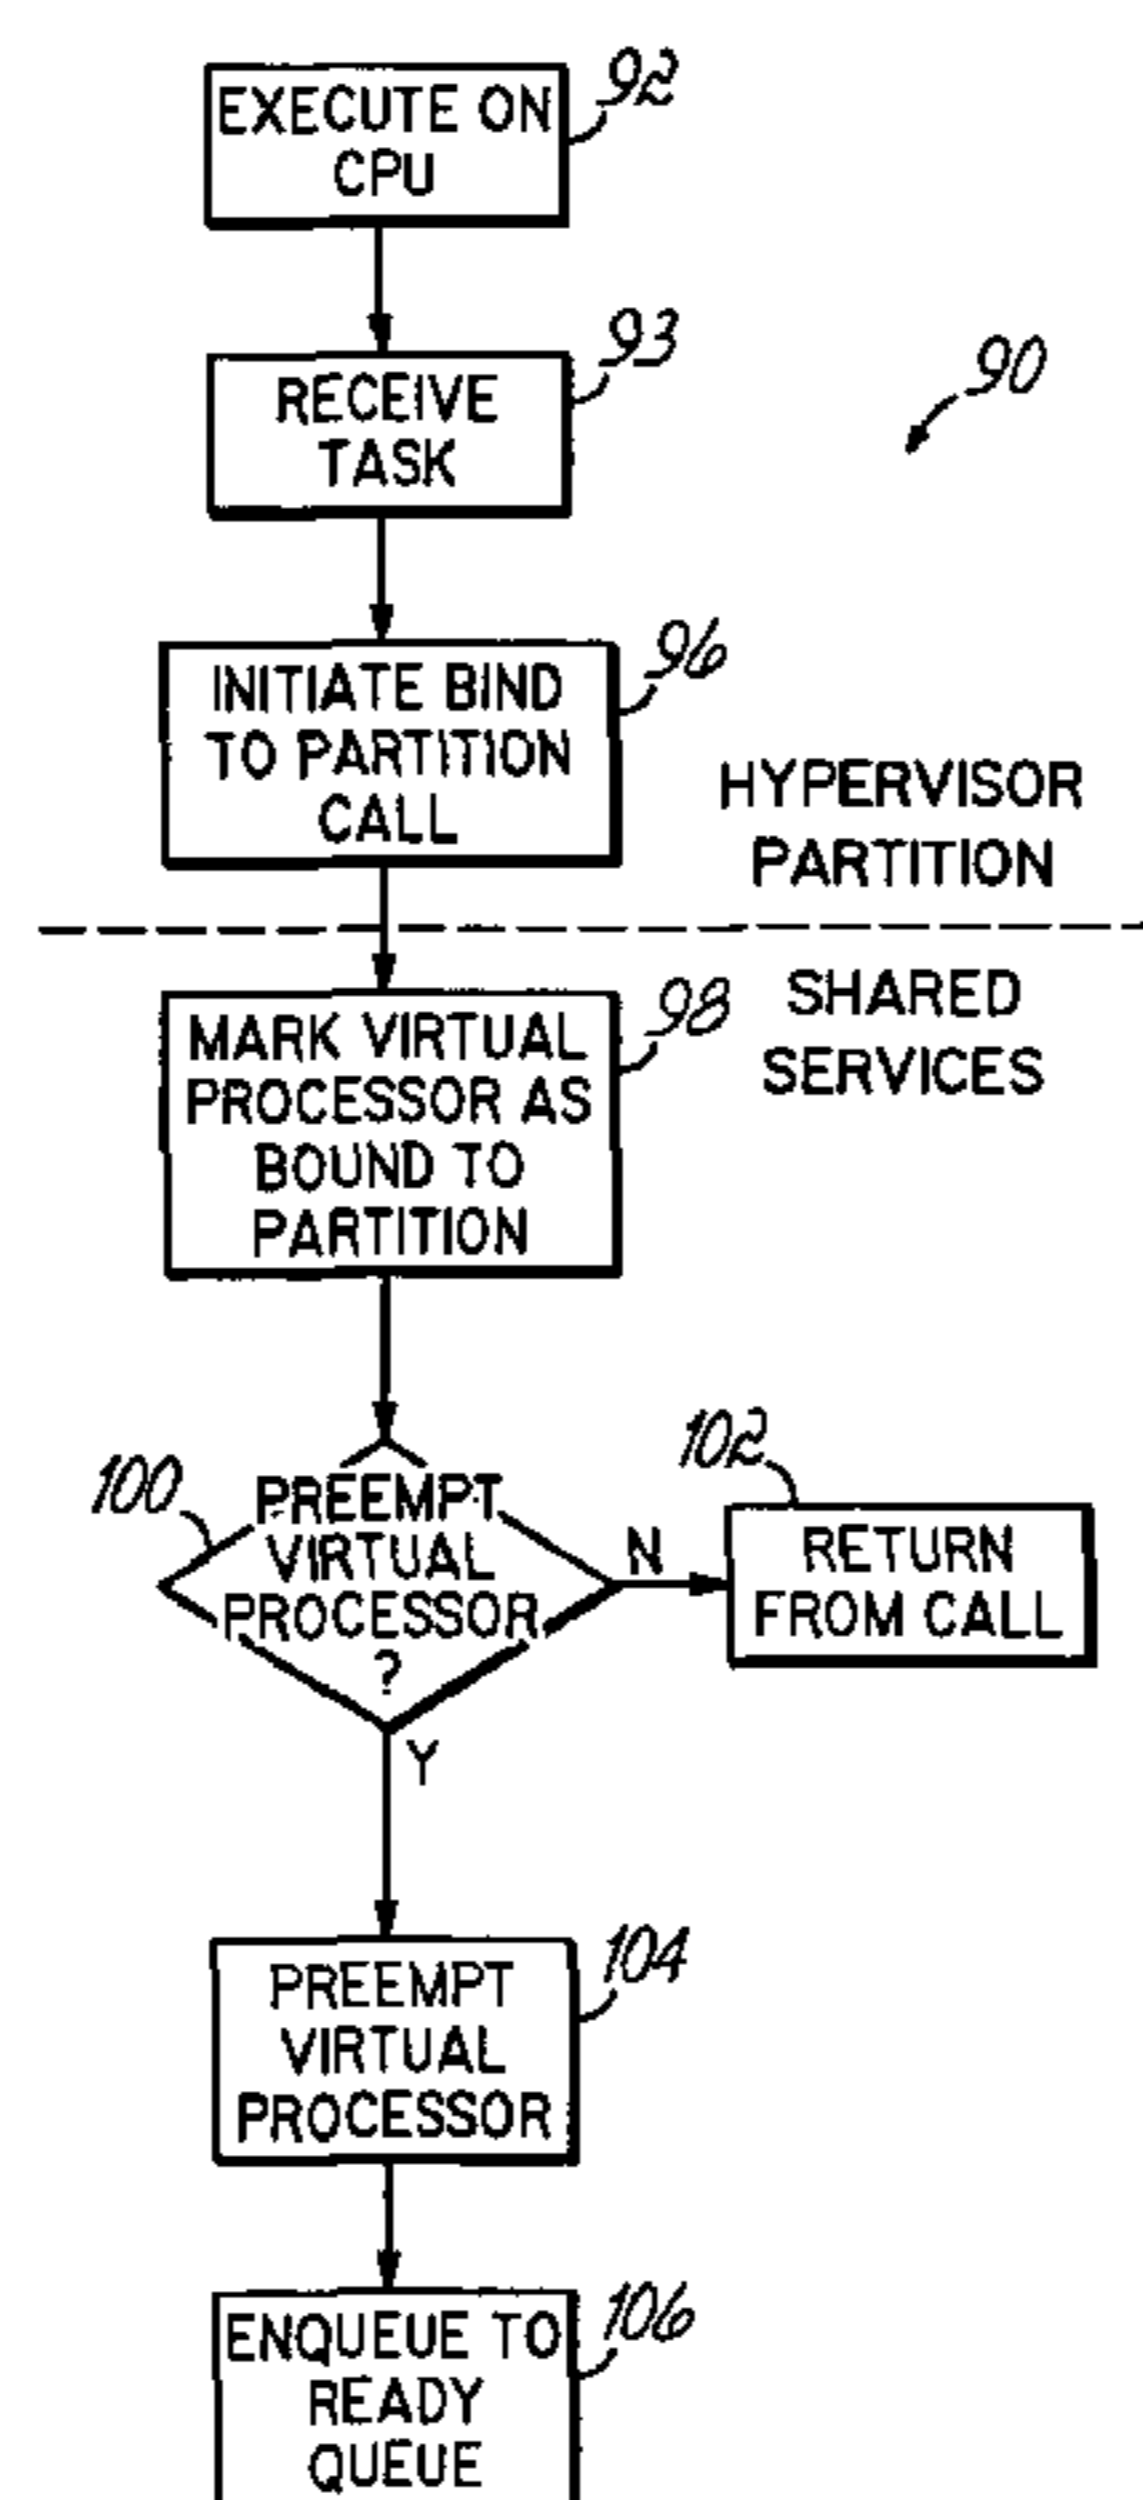 92
EXECUTE ON
CPU
93
RECEIVE
TASK
90
96
INITIATE BIND
TO PARTITION
CALL
HYPERVISOR
PARTITION
SHARED
SERVICES
98
MARK VIRTUAL
PROCESSOR AS
BOUND TO
PARTITION
100
PREEMPT
VIRTUAL
PROCESSOR
?
N
102
RETURN
FROM CALL
Y
104
PREEMPT
VIRTUAL
PROCESSOR
106
ENQUEUE TO
READY
QUEUE